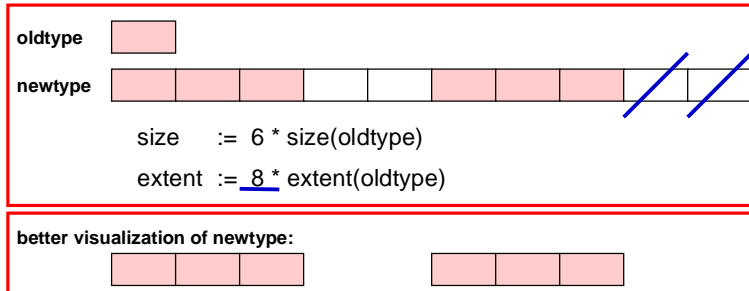 oldtype
newtype
size := 6 * size(oldtype)
extent := 8 * extent(oldtype)
better visualization of newtype: